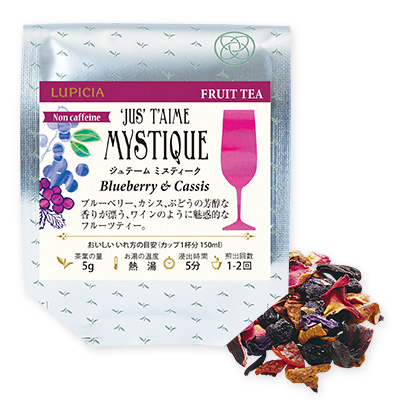 LUPICIA
FRUIT TEA
Non caffeine
'JUS' T'AIME
MYSTIQUE
ジュテーム ミスティーク
Blueberry & Cassis
ブルーベリー、カシス、ぶどうの芳醇な
香りが漂う、ワインのように魅惑的な
フルーツティー。
おいしい いれ方の目安 (カップ1杯分 150ml)
茶葉の量 お湯の温度 浸出時間 煎出回数
5g 熱湯 5分 1-2回